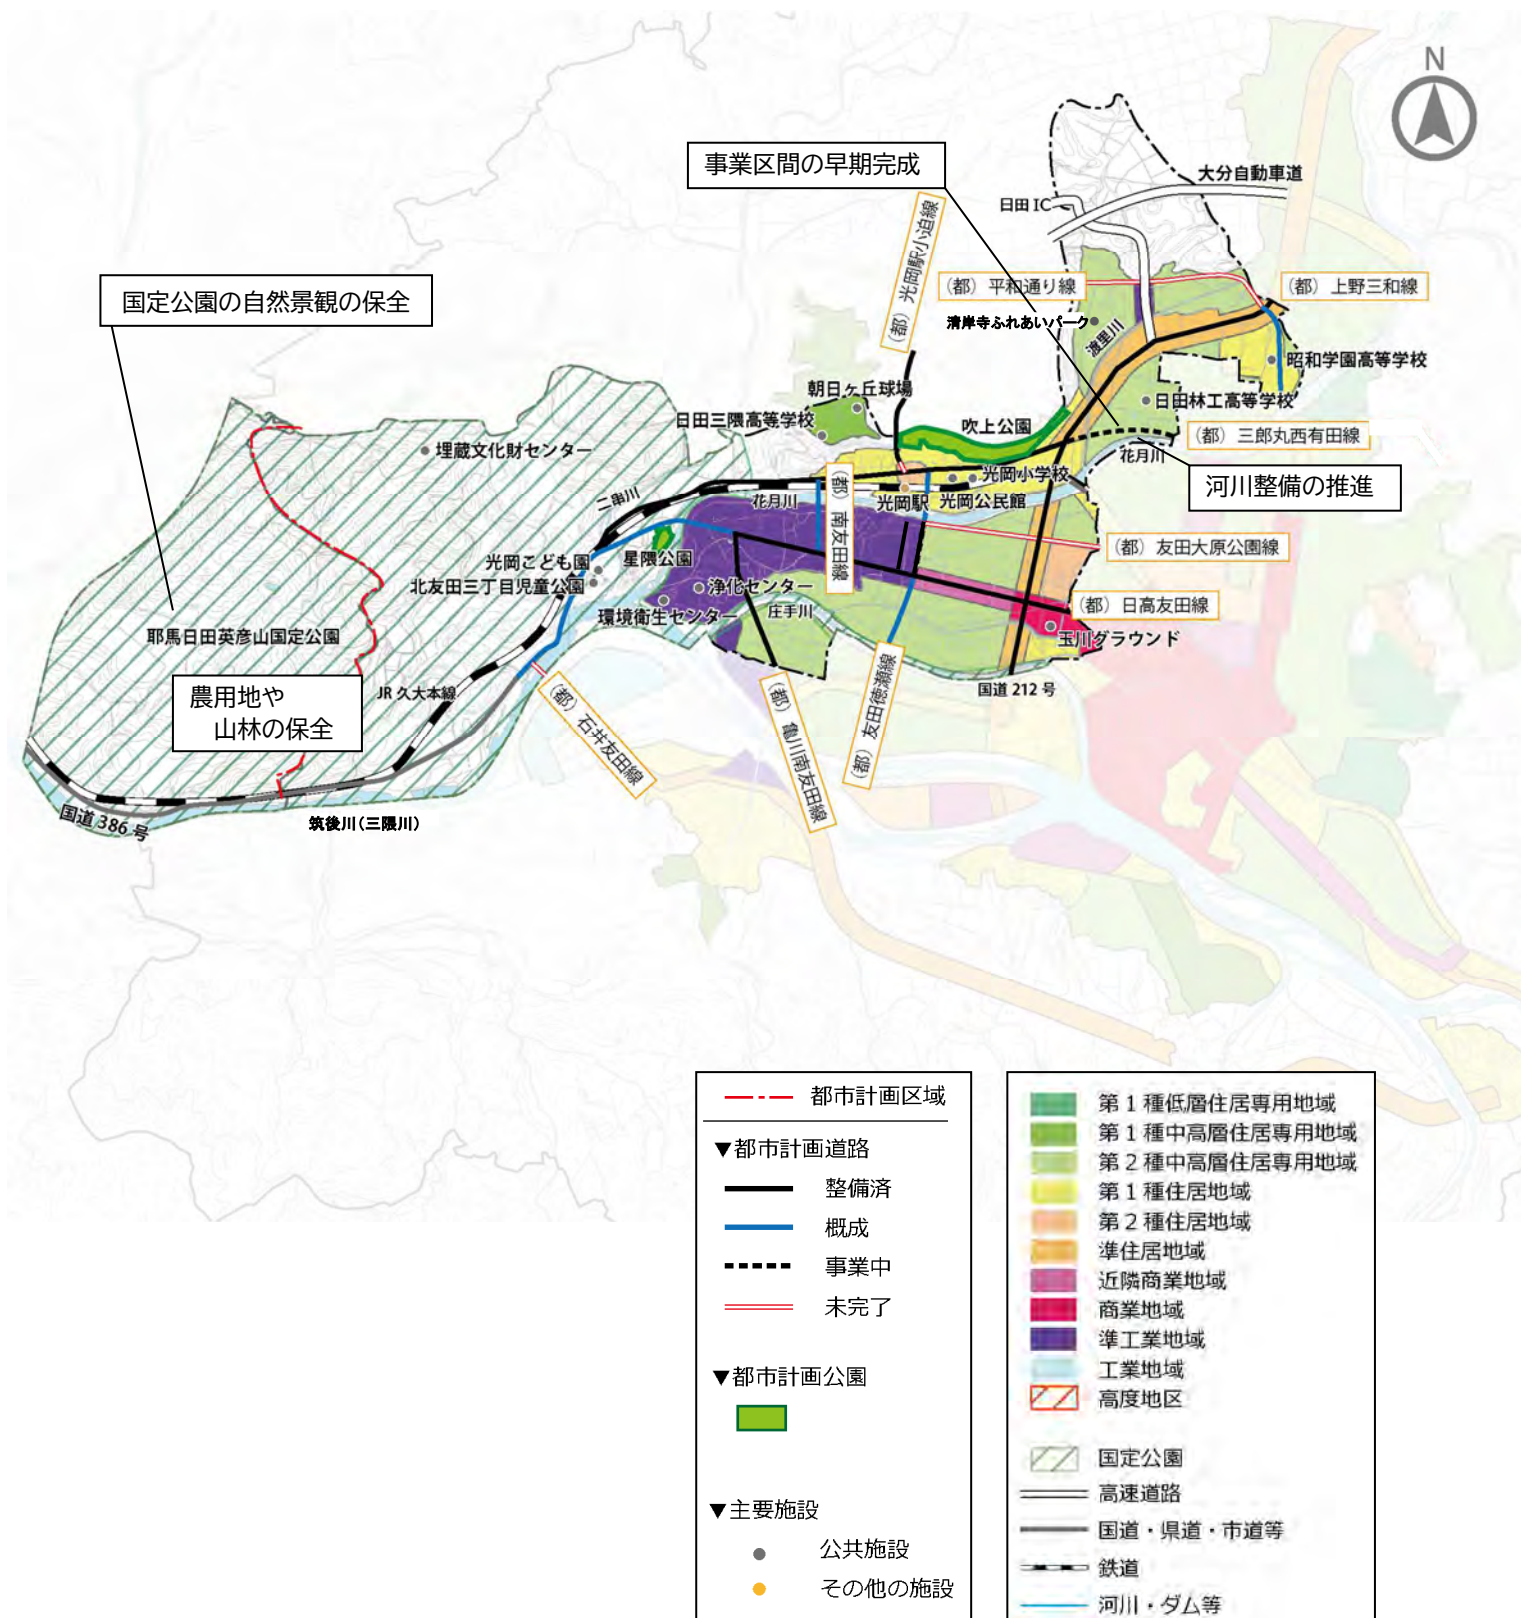 N
事業区間の早期完成
大分自動車道
日田 IC
(都) 光岡駅小迫線
国定公園の自然景観の保全
(都) 平和通り線
(都) 上野三和線
清岸寺ふれあいパーク
渡里川
昭和学園高等学校
朝日ヶ丘球場
日田林工高等学校
日田三隈高等学校
吹上公園
(都) 三郎丸西有田線
埋蔵文化財センター
花月川
光岡小学校
河川整備の推進
二串川
花月川
光岡駅
光岡公民館
(都) 南友田線
(都) 友田大原公園線
星隈公園
光岡こども園
北友田三丁目児童公園
浄化センター
環境衛生センター
庄手川
(都) 日高友田線
玉川グラウンド
耶馬日田英彦山国定公園
農用地や
山林の保全
JR 久大本線
国道 212 号
(都) 石井友田線
(都) 亀川南友田線
(都) 友田徳瀬線
国道 386 号
筑後川(三隈川)
都市計画区域
▼都市計画道路
整備済
概成
事業中
未完了
▼都市計画公園
▼主要施設
公共施設
その他の施設
第1種低層住居専用地域
第1種中高層住居専用地域
第2種中高層住居専用地域
第1種住居地域
第2種住居地域
準住居地域
近隣商業地域
商業地域
準工業地域
工業地域
高度地区
国定公園
高速道路
国道・県道・市道等
鉄道
河川・ダム等